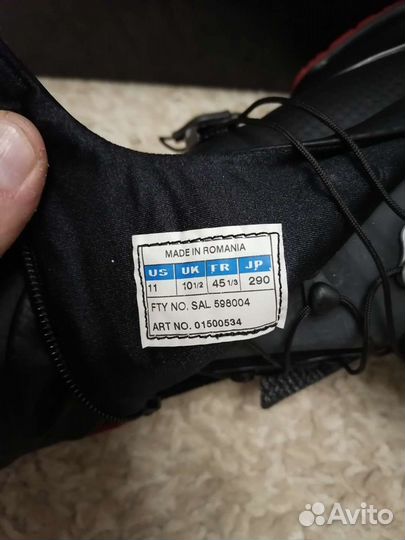 MADE IN ROMANIA
US UK FR JP
11 10 1/2 45 1/3 290
FTY NO. SAL 598004
ART NO. 01500534
Avito